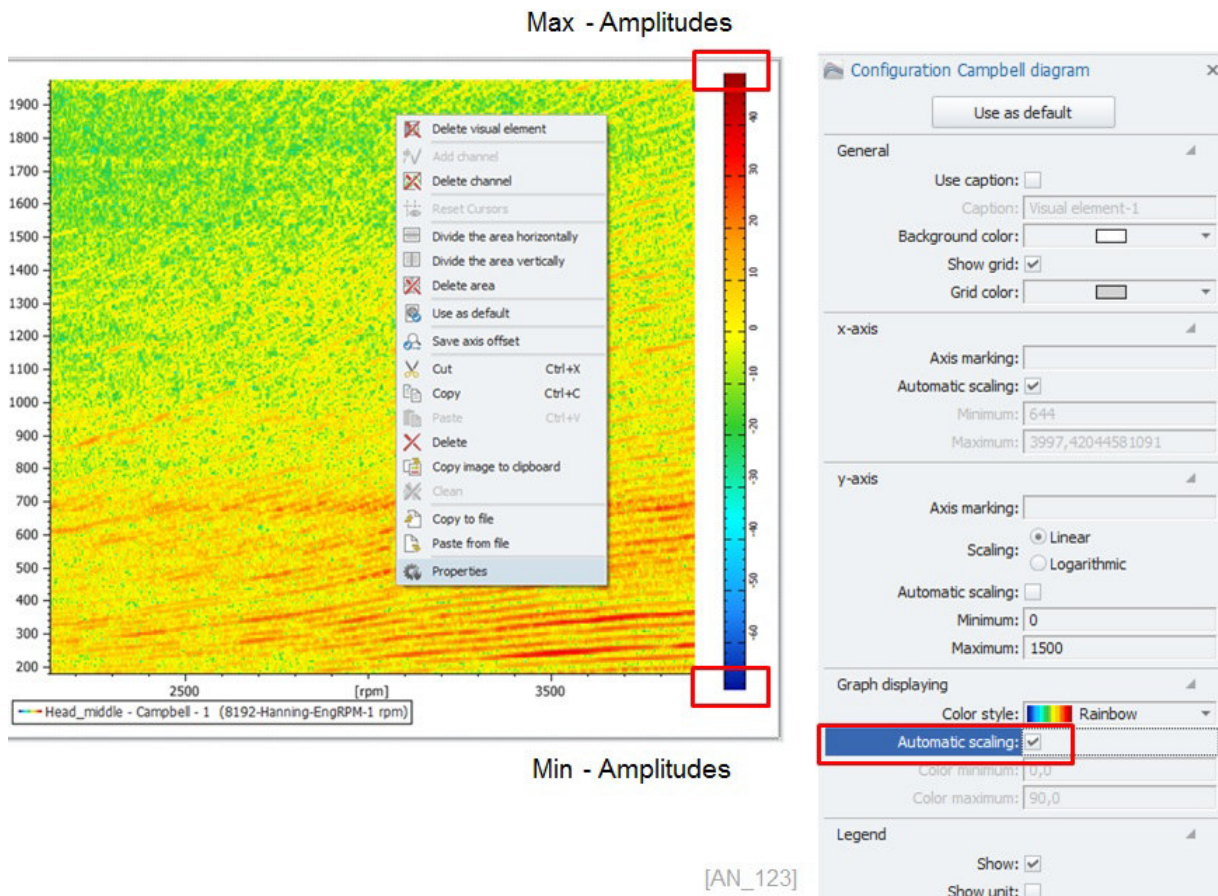 Max - Amplitudes
1900
1800
1700
1600
1500
1400
1300
1200
1100
1000
900
800
700
600
500
400
300
200
2500
[rpm]
3500
Head_middle - Campbell - 1 (8192-Hanning-EngRPM-1 rpm)
Delete visual element
Add channel
Delete channel
Reset Cursors
Divide the area horizontally
Divide the area vertically
Delete area
Use as default
Save axis offset
Cut Ctrl+X
Copy Ctrl+C
Paste Ctrl+V
Delete
Copy image to clipboard
Clean
Copy to file
Paste from file
Properties
40
30
20
10
0
-10
-20
-30
-40
-50
-60
Min - Amplitudes
[AN_123]
Configuration Campbell diagram
Use as default
General
Use caption:
Caption: Visual element-1
Background color:
Show grid:
Grid color:
x-axis
Axis marking:
Automatic scaling:
Minimum: 644
Maximum: 3997,42044581091
y-axis
Axis marking:
Scaling: Linear
Logarithmic
Automatic scaling:
Minimum: 0
Maximum: 1500
Graph displaying
Color style: Rainbow
Automatic scaling:
Color minimum: 0,0
Color maximum: 90,0
Legend
Show:
Show unit: